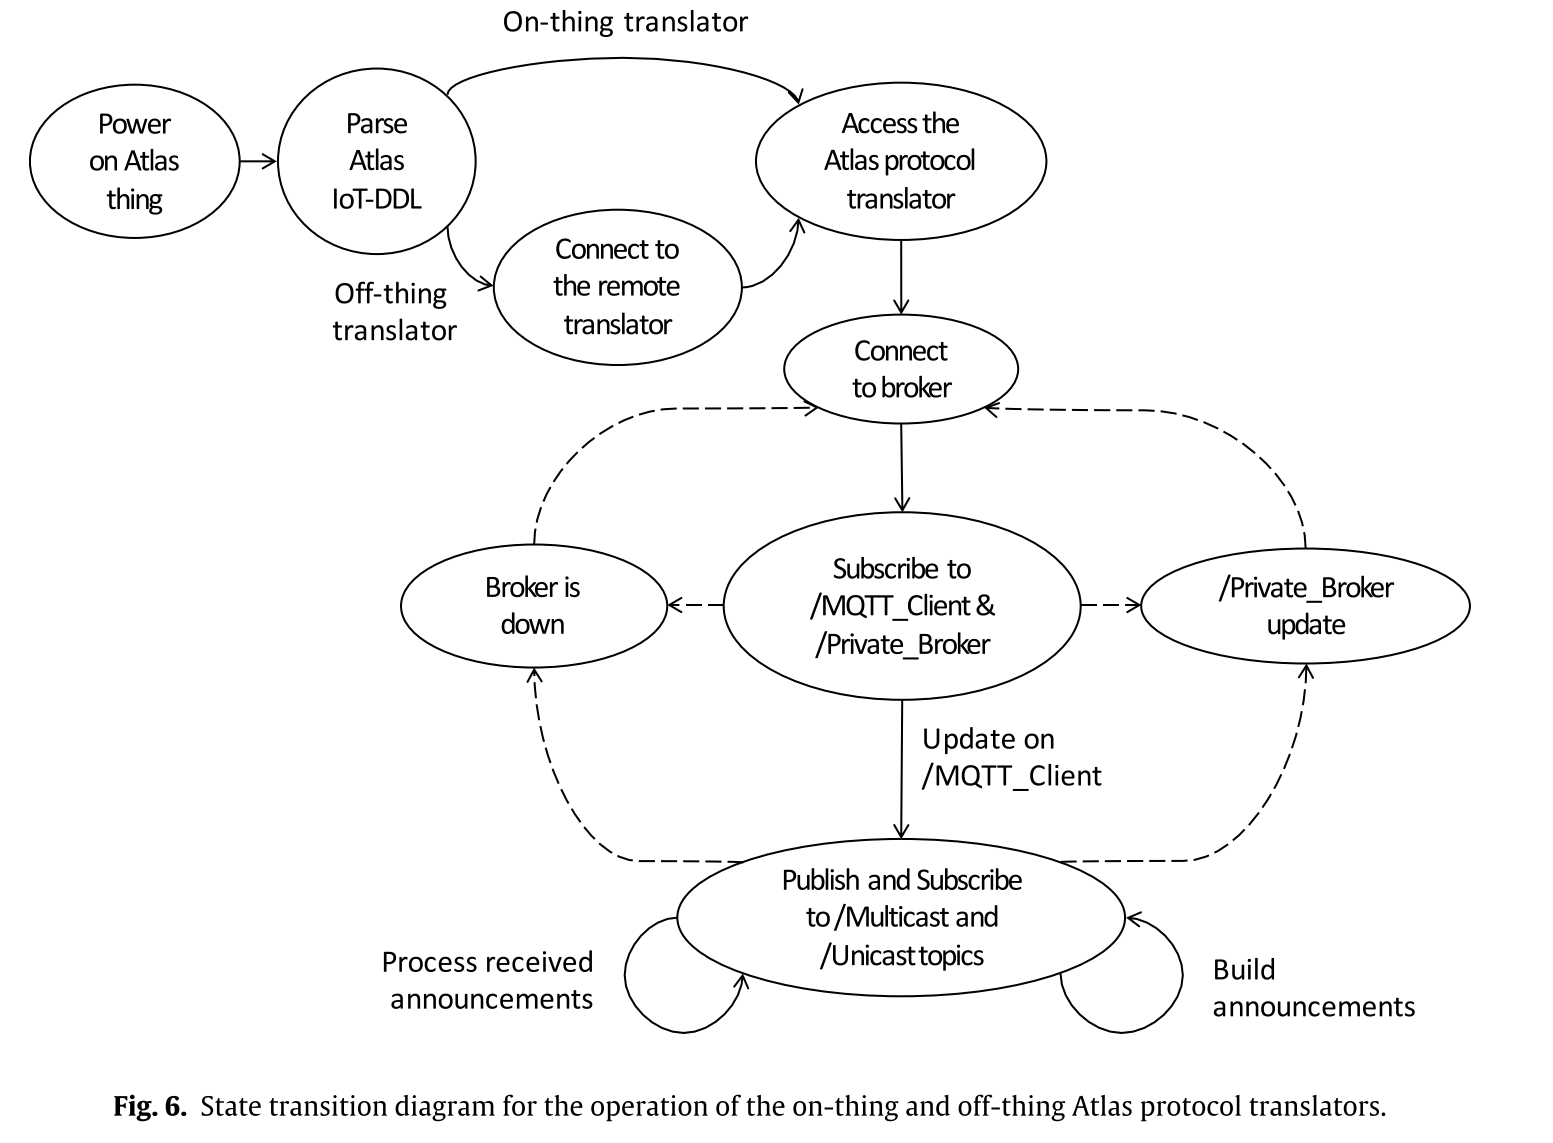 On-thing translator
Power
on Atlas
thing
Parse
Atlas
IoT-DDL
Access the
Atlas protocol
translator
Off-thing
translator
Connect to
the remote
translator
Connect
to broker
Broker is
down
Subscribe to
/MQTT_Client &
/Private_Broker
/Private_Broker
update
Update on
/MQTT_Client
Publish and Subscribe
to /Multicast and
/Unicast topics
Process received
announcements
Build
announcements
Fig. 6. State transition diagram for the operation of the on-thing and off-thing Atlas protocol translators.